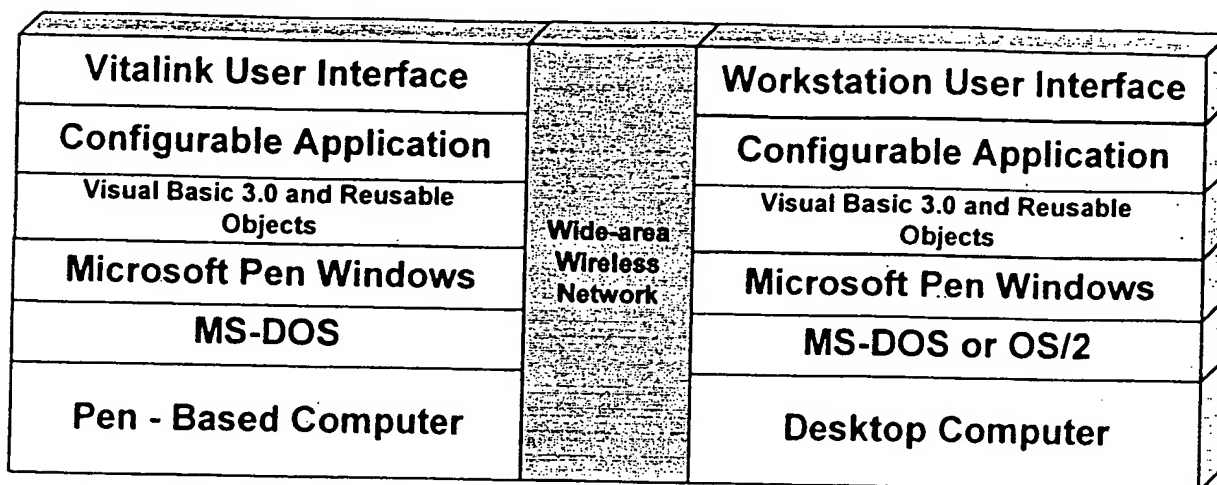 Vitalink User Interface
Configurable Application
Visual Basic 3.0 and Reusable
Objects
Microsoft Pen Windows
MS-DOS
Pen - Based Computer
Wide-area
Wireless
Network
Workstation User Interface
Configurable Application
Visual Basic 3.0 and Reusable
Objects
Microsoft Pen Windows
MS-DOS or OS/2
Desktop Computer